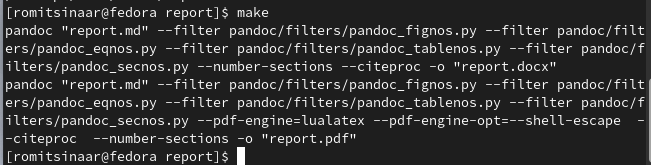 [romitsinaar@fedora report]$ make
pandoc "report.md" --filter pandoc/filters/pandoc_fignos.py --filter pandoc/filt
ers/pandoc_eqnos.py --filter pandoc/filters/pandoc_tablenos.py --filter pandoc/f
ilters/pandoc_secnos.py --number-sections --citeproc -o "report.docx"
pandoc "report.md" --filter pandoc/filters/pandoc_fignos.py --filter pandoc/filt
ers/pandoc_eqnos.py --filter pandoc/filters/pandoc_tablenos.py --filter pandoc/f
ilters/pandoc_secnos.py --pdf-engine=lualatex --pdf-engine-opt=--shell-escape  -
-citeproc  --number-sections -o "report.pdf"
[romitsinaar@fedora report]$